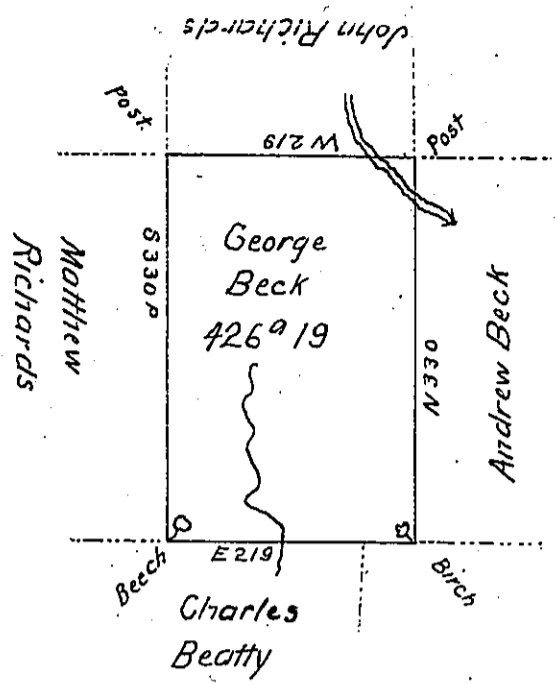 John Richards
post.
Post
W 219
S 330 P
George
Beck
426a 19
N 330
Matthew
Richards
Andrew Beck
E 219
Beech
Birch
Charles
Beatty